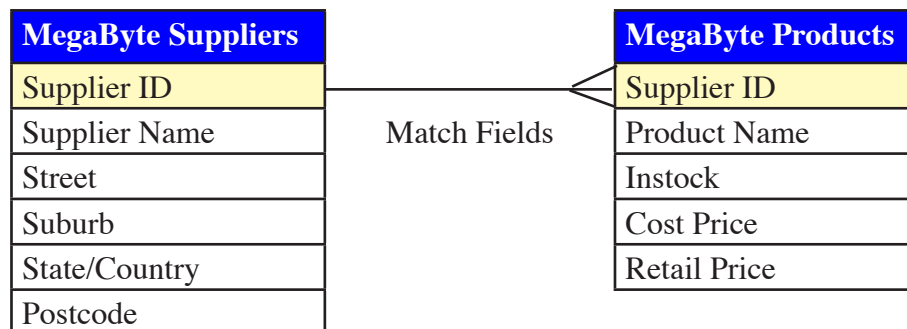 MegaByte Suppliers
Supplier ID
Supplier Name
Street
Suburb
State/Country
Postcode
Match Fields
MegaByte Products
Supplier ID
Product Name
Instock
Cost Price
Retail Price